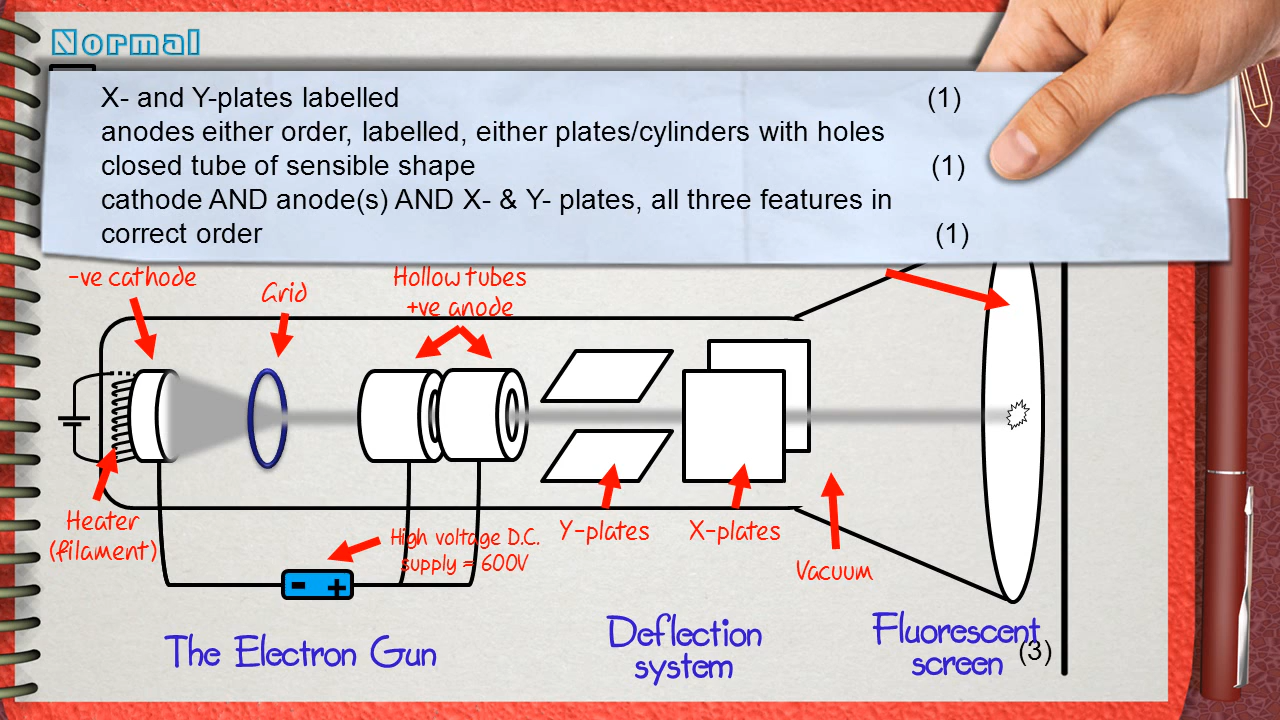 Normal
X- and Y-plates labelled (1)
anodes either order, labelled, either plates/cylinders with holes
closed tube of sensible shape (1)
cathode AND anode(s) AND X- & Y- plates, all three features in
correct order (1)
-ve cathode
Grid
Hollow tubes
+ve anode
Heater
(filament)
High voltage D.C.
supply = 600V
- +
Y-plates
X-plates
Vacuum
The Electron Gun
Deflection
system
Fluorescent
screen
(3)